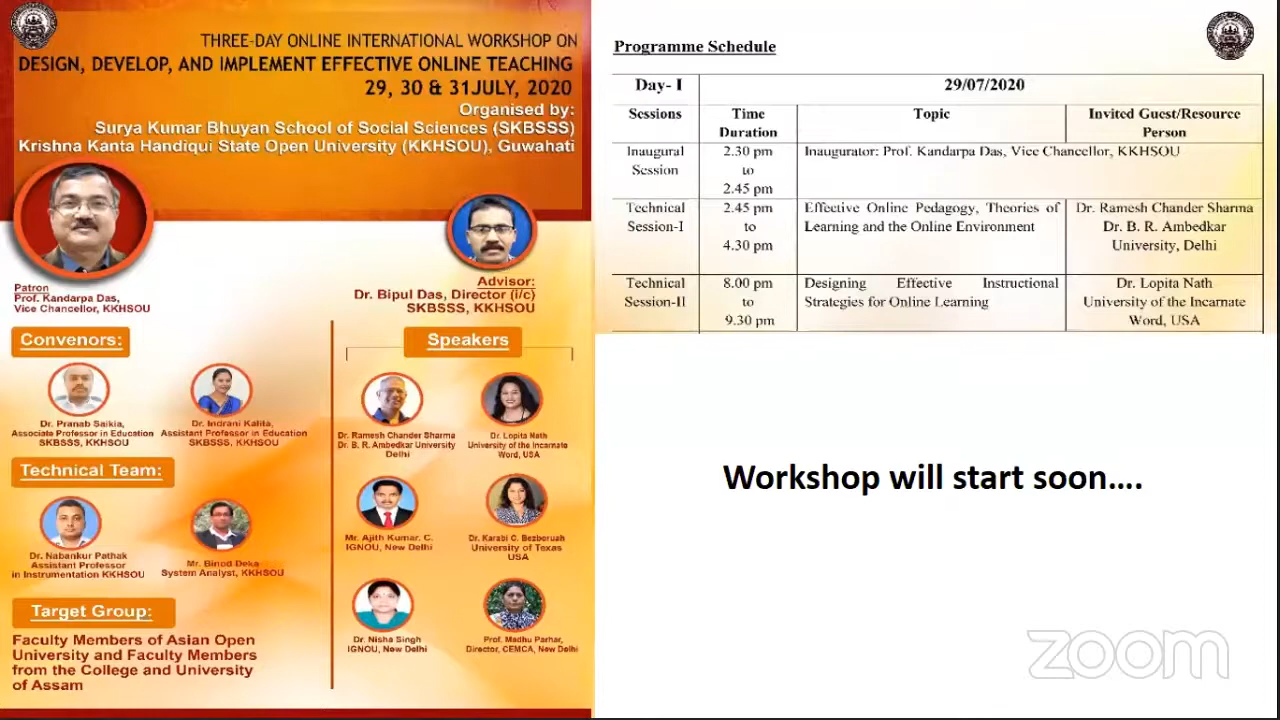 THREE-DAY ONLINE INTERNATIONAL WORKSHOP ON
DESIGN, DEVELOP, AND IMPLEMENT EFFECTIVE ONLINE TEACHING
29, 30 & 31JULY, 2020
Organised by:
Surya Kumar Bhuyan School of Social Sciences (SKBSSS)
Krishna Kanta Handiqui State Open University (KKHSOU), Guwahati
Patron
Prof. Kandarpa Das,
Vice Chancellor, KKHSOU
Advisor:
Dr. Bipul Das, Director (i/c)
SKBSSS, KKHSOU
Convenors:
Dr. Pranab Saikia,
Associate Professor in Education
SKBSSS, KKHSOU
Dr. Indrani Kalita,
Assistant Professor in Education
SKBSSS, KKHSOU
Technical Team:
Dr. Nabankur Pathak
Assistant Professor
in Instrumentation KKHSOU
Mr. Binod Deka
System Analyst, KKHSOU
Target Group:
Faculty Members of Asian Open
University and Faculty Members
from the College and University
of Assam
Speakers
Dr. Ramesh Chander Sharma
Dr. B. R. Ambedkar University
Delhi
Dr. Lopita Nath
University of the Incarnate
Word, USA
Mr. Ajith Kumar. C.
IGNOU, New Delhi
Dr. Karabi C. Bezboruah
University of Texas
USA
Dr. Nisha Singh
IGNOU, New Delhi
Prof. Madhu Parhar,
Director, CEMCA, New Delhi
Programme Schedule
Day- I 29/07/2020
Sessions Time Topic Invited Guest/Resource
Duration Person
Inaugural 2.30 pm Inaugurator: Prof. Kandarpa Das, Vice Chancellor, KKHSOU
Session to
2.45 pm
Technical 2.45 pm Effective Online Pedagogy, Theories of Dr. Ramesh Chander Sharma
Session-I to Learning and the Online Environment Dr. B. R. Ambedkar
4.30 pm University, Delhi
Technical 8.00 pm Designing Effective Instructional Dr. Lopita Nath
Session-II to Strategies for Online Learning University of the Incarnate
9.30 pm Word, USA
Workshop will start soon....
zoom